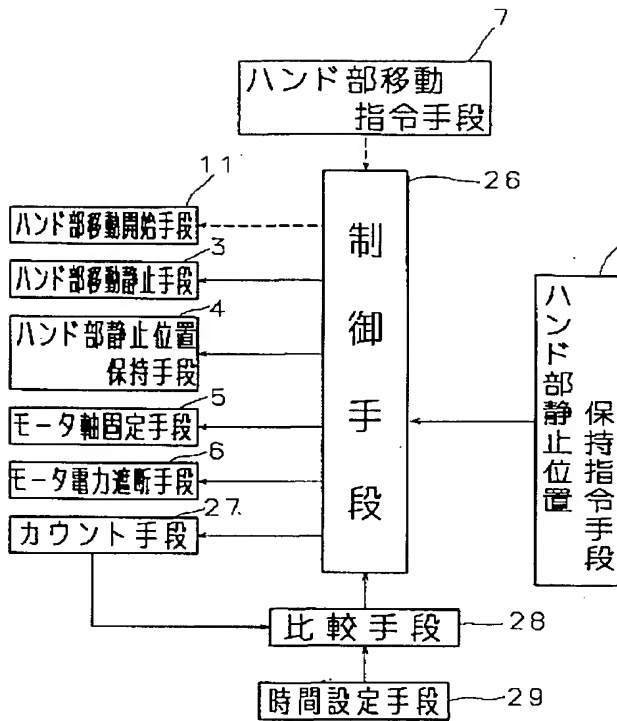 7
ハンド部移動
指令手段
26
制御手段
11
ハンド部移動開始手段
3
ハンド部移動静止手段
4
ハンド部静止位置
保持手段
5
モータ軸固定手段
6
モータ電力遮断手段
27
カウント手段
ハンド部静止位置
保持指令手段
比較手段
28
時間設定手段
29